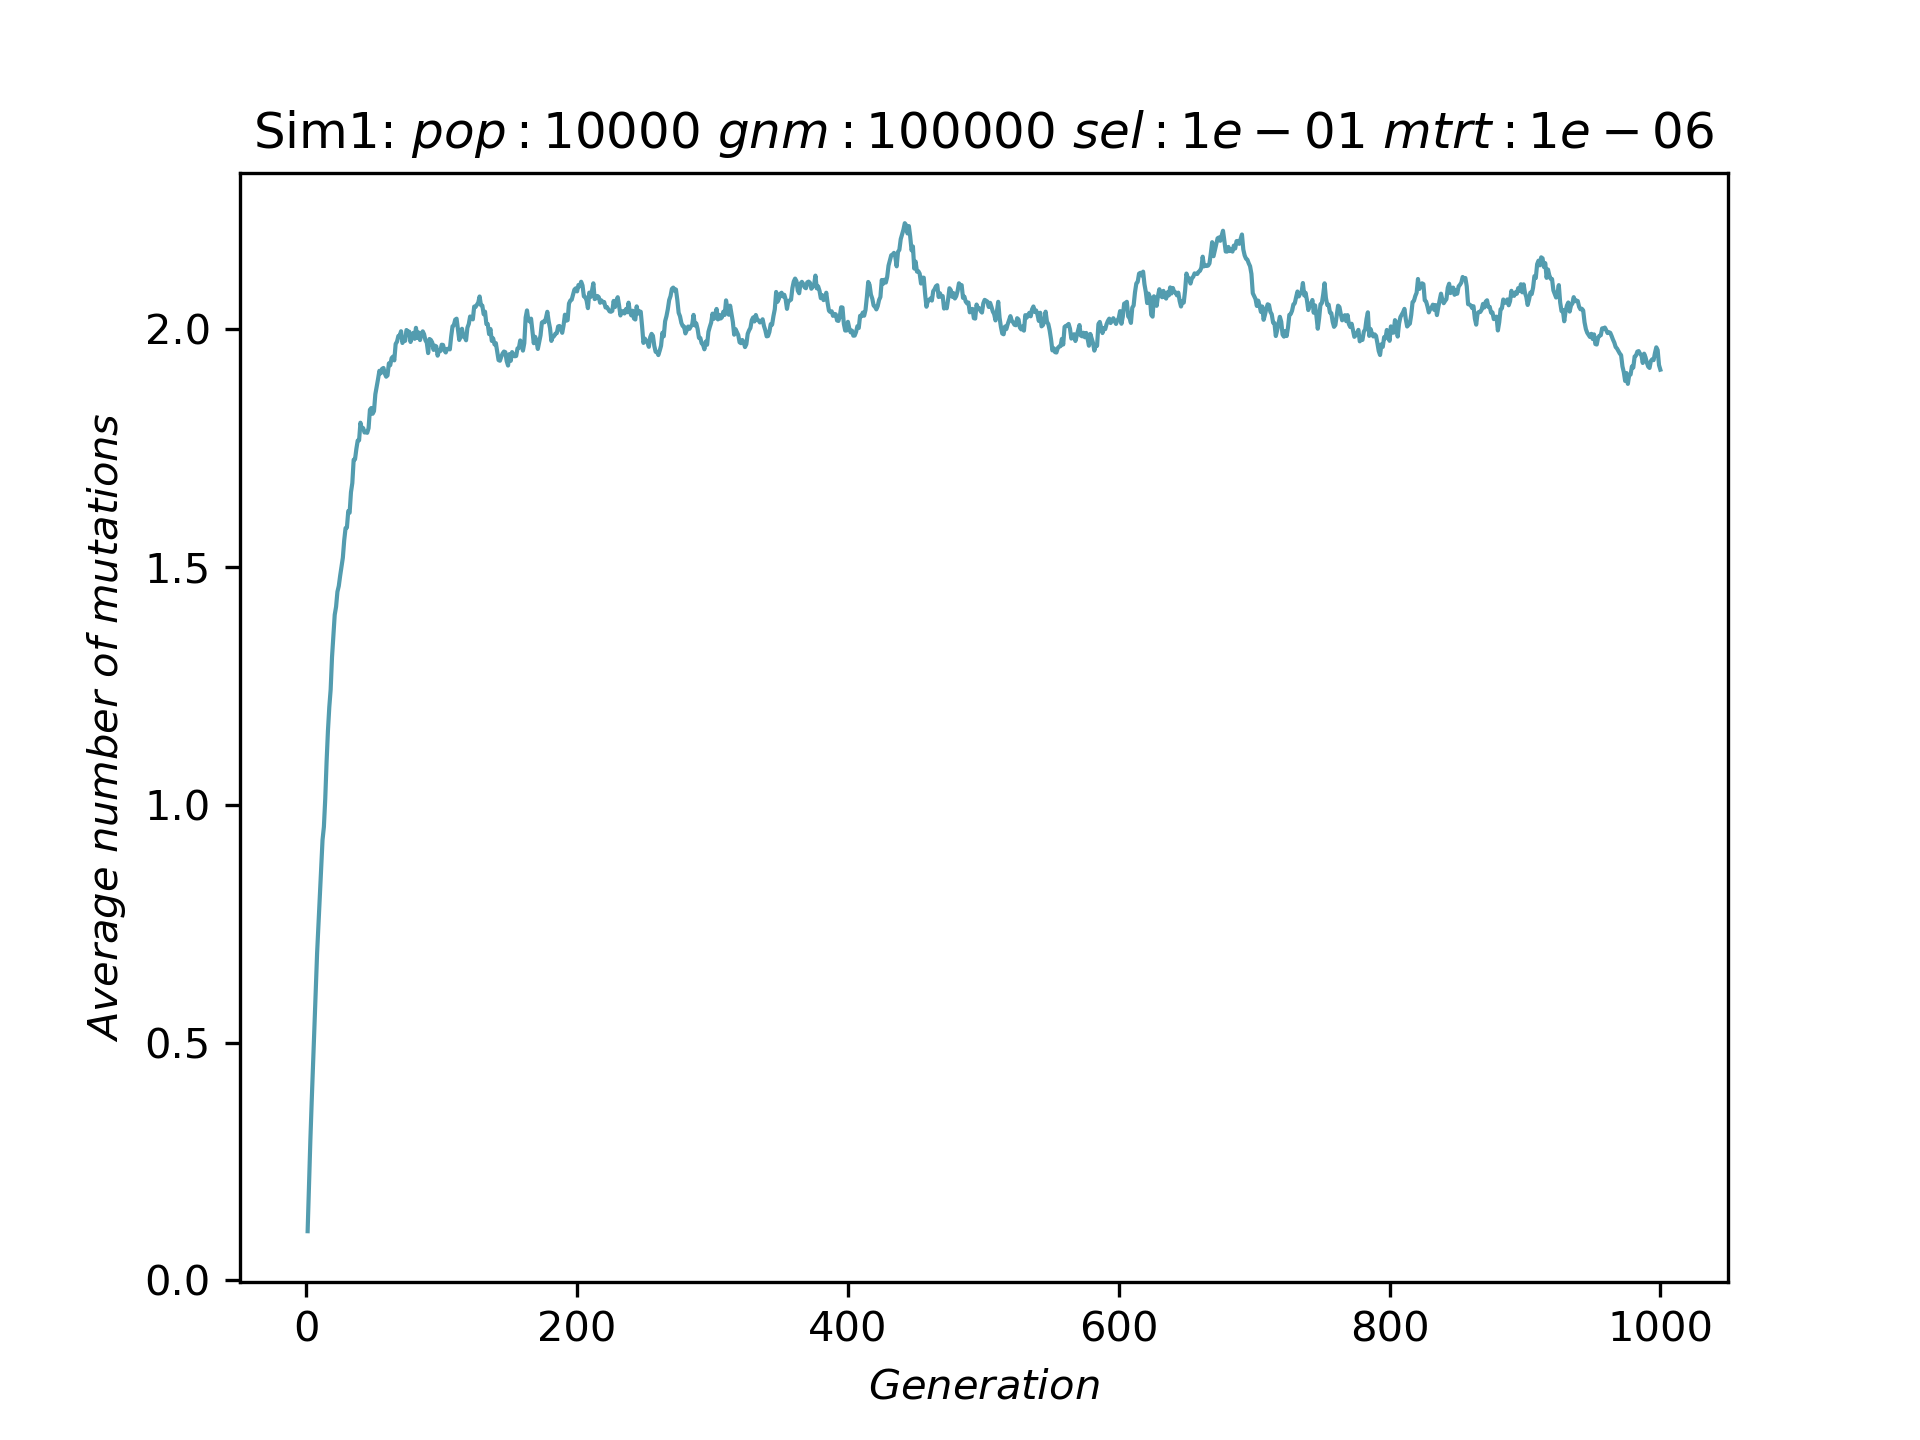 Sim1: pop : 10000 gnm : 100000 sel : 1e − 01 mtrt : 1e − 06
Average number of mutations
2.0
1.5
1.0
0.5
0.0
0 200 400 600 800 1000
Generation